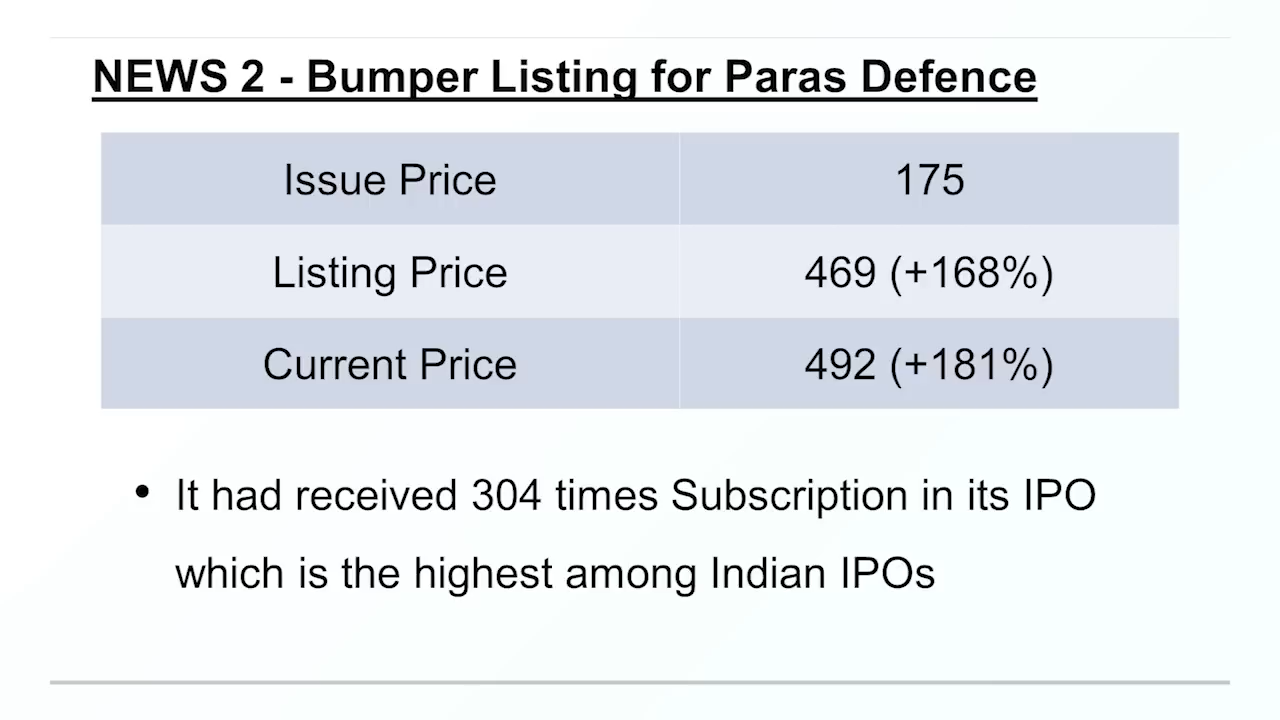 NEWS 2 - Bumper Listing for Paras Defence
Issue Price 175
Listing Price 469 (+168%)
Current Price 492 (+181%)
• It had received 304 times Subscription in its IPO
which is the highest among Indian IPOs